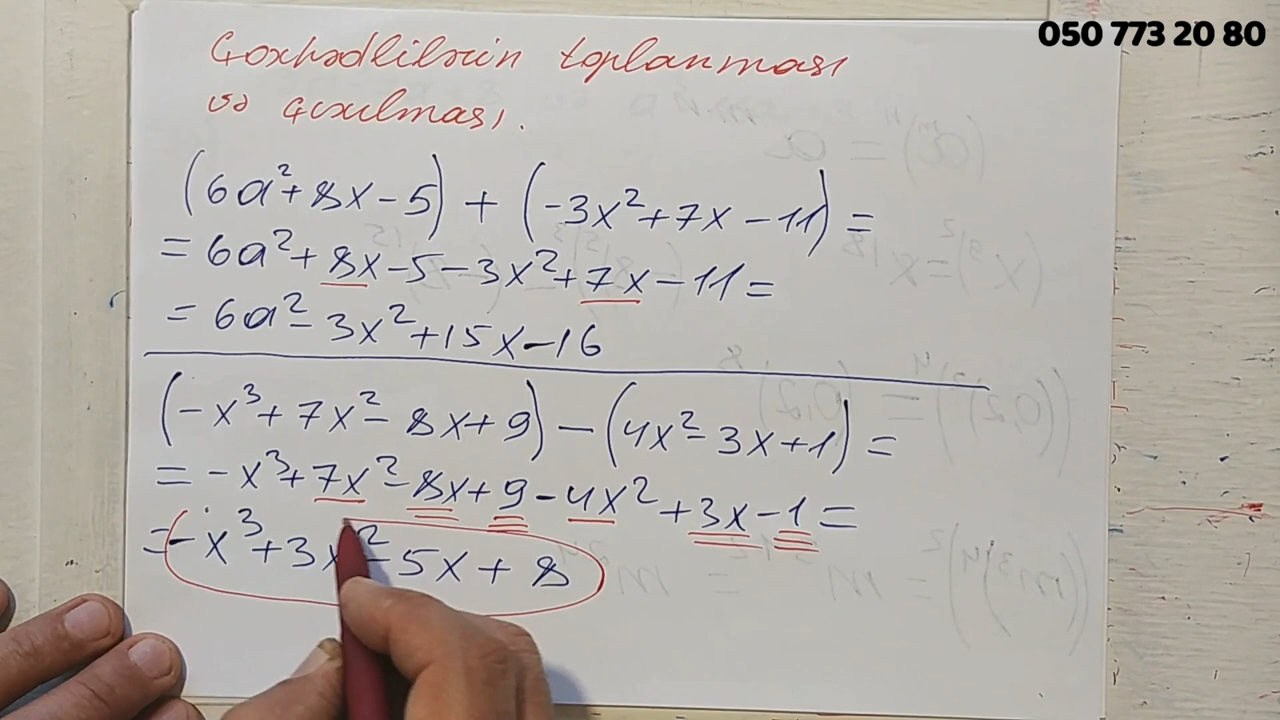 050 773 20 80
Çoxhədlilərin toplanması
və çıxılması.
(6a²+8x-5) + (-3x²+7x-11) =
= 6a²+8x-5-3x²+7x-11=
= 6a²-3x²+15x-16
(-x³+7x²-8x+9) - (4x²-3x+1) =
= -x³+7x²-8x+9-4x²+3x-1=
=-x³+3x²-5x+8